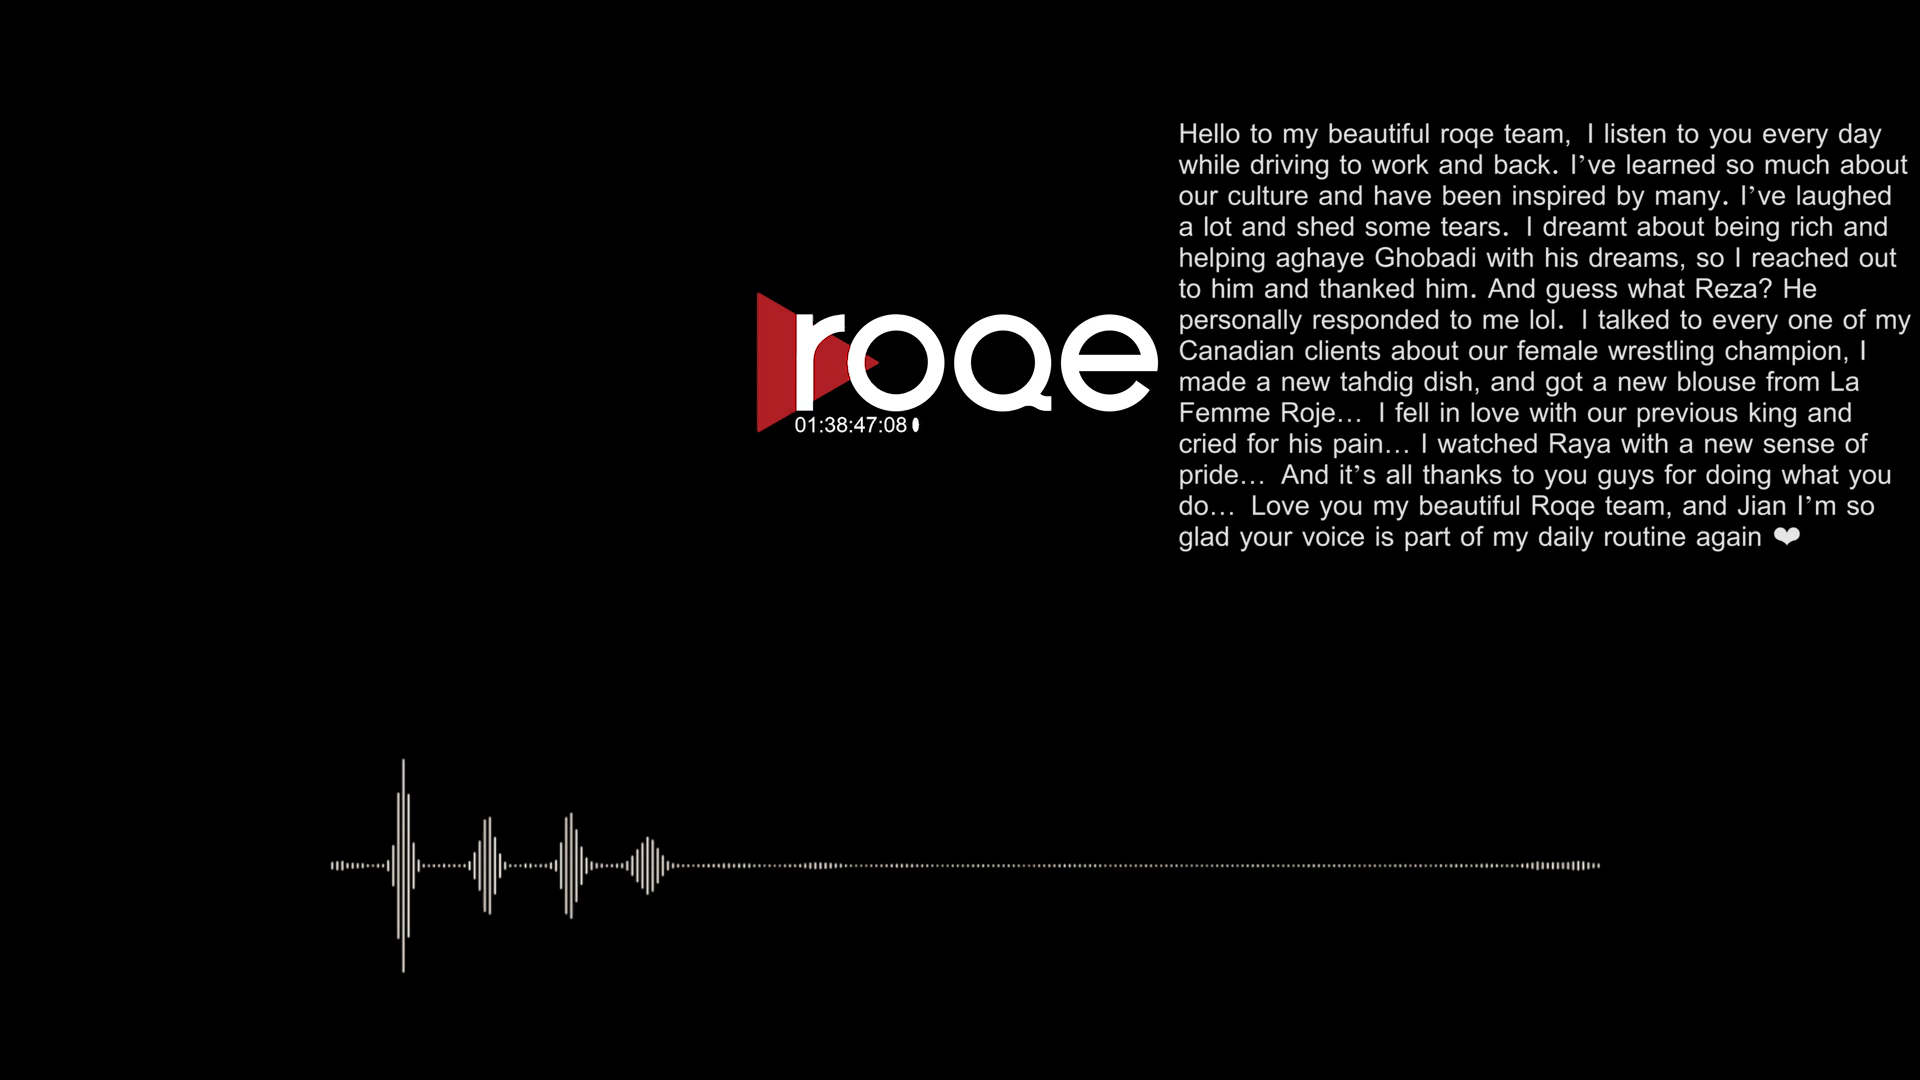 roqe
01:38:47:08
Hello to my beautiful roqe team,  I listen to you every day
while driving to work and back. I’ve learned so much about
our culture and have been inspired by many. I’ve laughed
a lot and shed some tears.  I dreamt about being rich and
helping aghaye Ghobadi with his dreams, so I reached out
to him and thanked him. And guess what Reza? He
personally responded to me lol.  I talked to every one of my
Canadian clients about our female wrestling champion, I
made a new tahdig dish, and got a new blouse from La
Femme Roje…  I fell in love with our previous king and
cried for his pain… I watched Raya with a new sense of
pride…  And it’s all thanks to you guys for doing what you
do…  Love you my beautiful Roqe team, and Jian I’m so
glad your voice is part of my daily routine again ❤